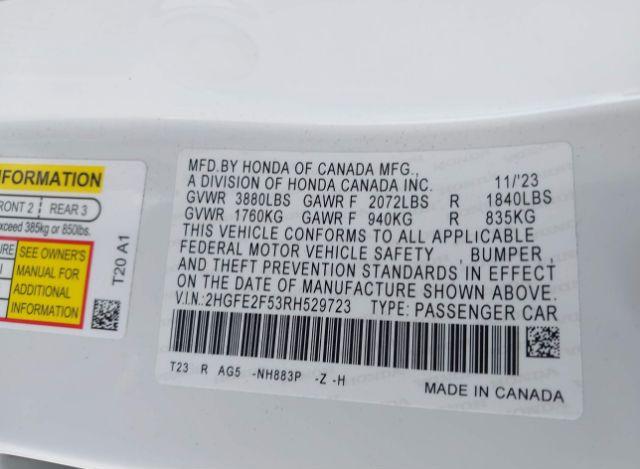 NFORMATION
RONT 2 REAR 3
xceed 385kg or 850lbs.
URE SEE OWNER'S
MANUAL FOR
ADDITIONAL
INFORMATION
T20 A1
MFD.BY HONDA OF CANADA MFG.,
A DIVISION OF HONDA CANADA INC. 11/'23
GVWR 3880LBS GAWR F 2072LBS R 1840LBS
GVWR 1760KG GAWR F 940KG R 835KG
THIS VEHICLE CONFORMS TO ALL APPLICABLE
FEDERAL MOTOR VEHICLE SAFETY , BUMPER ,
AND THEFT PREVENTION STANDARDS IN EFFECT
ON THE DATE OF MANUFACTURE SHOWN ABOVE.
V.I.N.:2HGFE2F53RH529723 TYPE: PASSENGER CAR
T23 R AG5 -NH883P -Z -H
MADE IN CANADA